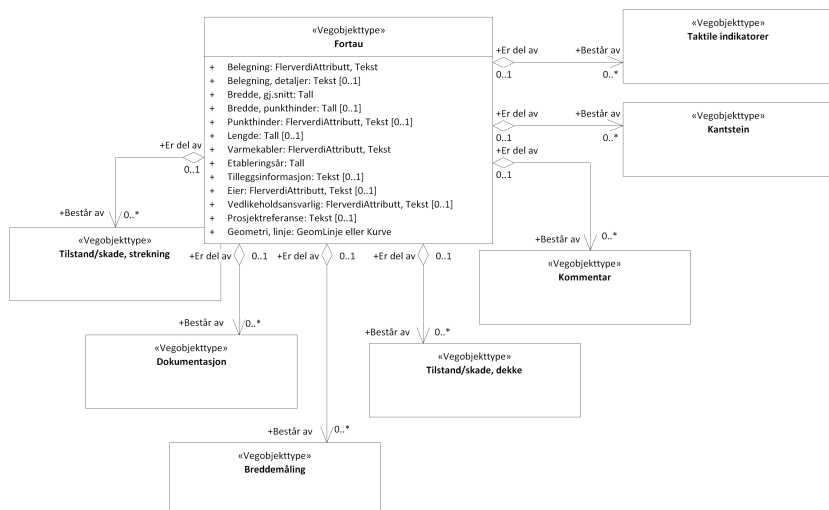 «Vegobjekttype»
Fortau
+ Belegning: FlerverdiAttributt, Tekst
+ Belegning, detaljer: Tekst [0..1]
+ Bredde, gj.snitt: Tall
+ Bredde, punkthinder: Tall [0..1]
+ Punkthinder: FlerverdiAttributt, Tekst [0..1]
+ Lengde: Tall [0..1]
+ Varmekabler: FlerverdiAttributt, Tekst
+ Etableringsår: Tall
+ Tilleggsinformasjon: Tekst [0..1]
+ Eier: FlerverdiAttributt, Tekst [0..1]
+ Vedlikeholdsansvarlig: FlerverdiAttributt, Tekst [0..1]
+ Prosjektreferanse: Tekst [0..1]
+ Geometri, linje: GeomLinje eller Kurve
+Er del av
0..1
+Består av
0..*
«Vegobjekttype»
Taktile indikatorer
+Er del av
0..1
+Består av
0..*
«Vegobjekttype»
Kantstein
+Er del av
0..1
+Består av
0..*
«Vegobjekttype»
Kommentar
+Er del av
0..1
+Består av
0..*
«Vegobjekttype»
Tilstand/skade, strekning
+Er del av
0..1
+Består av
0..*
«Vegobjekttype»
Dokumentasjon
+Er del av
0..1
+Består av
0..*
«Vegobjekttype»
Breddemåling
+Er del av
0..1
+Består av
0..*
«Vegobjekttype»
Tilstand/skade, dekke